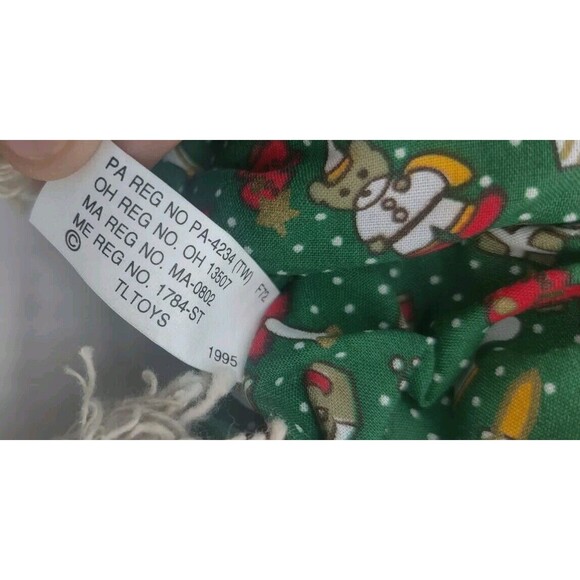 PA REG NO PA-4234 (TW) F72
OH REG NO. OH 13507
MA REG NO. MA-0802
ME REG NO. 1784-ST
© TLTOYS
1995